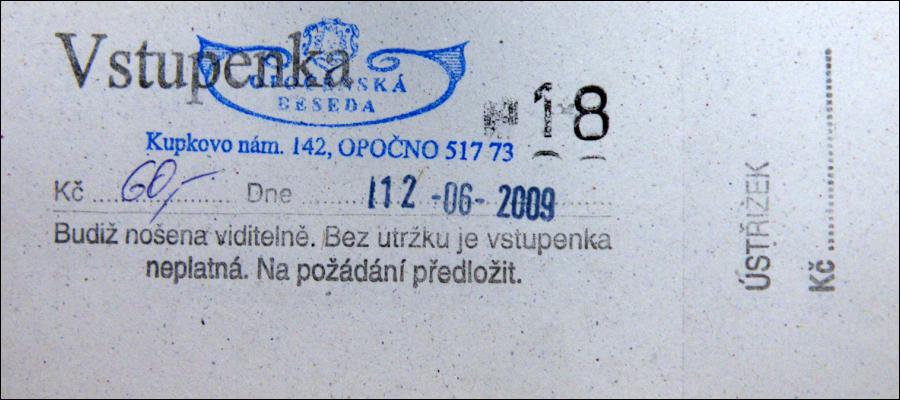 Vstupenka
OPOČENSKÁ
BESEDA
18
Kupkovo nám. 142, OPOČNO 517 73
Kč 60,- Dne 12 -06- 2009
Budiž nošena viditelně. Bez utržku je vstupenka
neplatná. Na požádání předložit.
ÚSTŘIŽEK
Kč